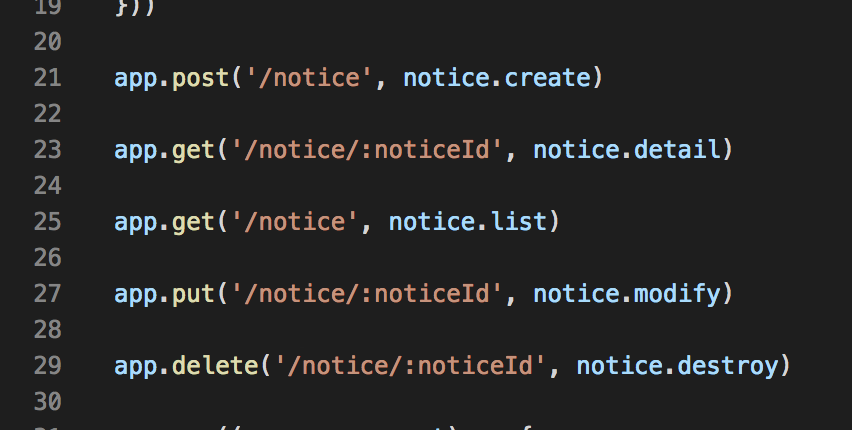 19 }))
20
21 app.post('/notice', notice.create)
22
23 app.get('/notice/:noticeId', notice.detail)
24
25 app.get('/notice', notice.list)
26
27 app.put('/notice/:noticeId', notice.modify)
28
29 app.delete('/notice/:noticeId', notice.destroy)
30